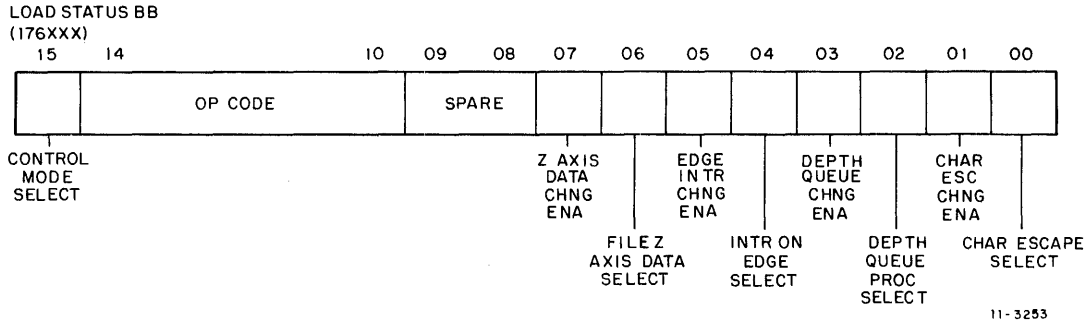 LOAD STATUS BB
(176XXX)
15 14 10 09 08 07 06 05 04 03 02 01 00
OP CODE SPARE
CONTROL
MODE
SELECT
Z AXIS
DATA
CHNG
ENA
EDGE
INTR
CHNG
ENA
DEPTH
QUEUE
CHNG
ENA
CHAR
ESC
CHNG
ENA
FILE Z
AXIS DATA
SELECT
INTR ON
EDGE
SELECT
DEPTH
QUEUE
PROC
SELECT
CHAR ESCAPE
SELECT
11-3253